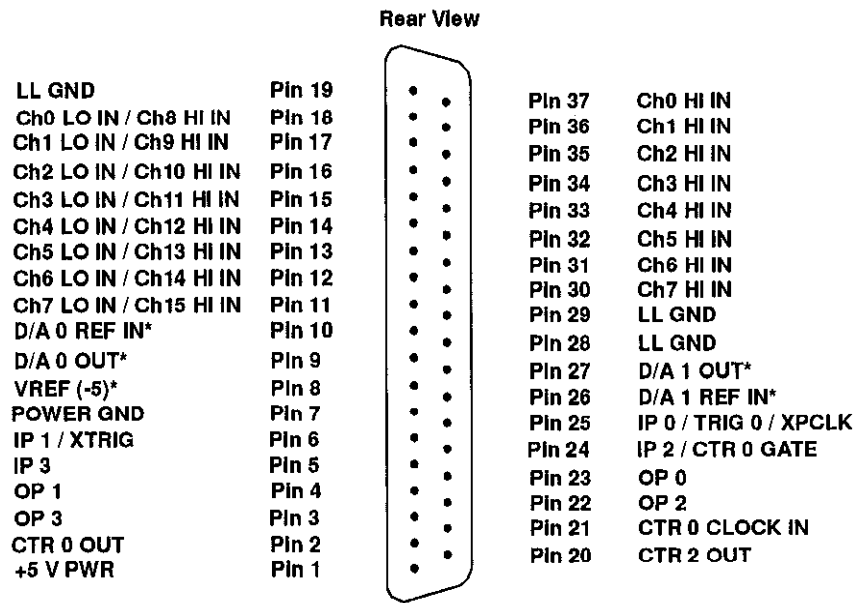 Rear View
LL GND Pin 19
Ch0 LO IN / Ch8 HI IN Pin 18
Ch1 LO IN / Ch9 HI IN Pin 17
Ch2 LO IN / Ch10 HI IN Pin 16
Ch3 LO IN / Ch11 HI IN Pin 15
Ch4 LO IN / Ch12 HI IN Pin 14
Ch5 LO IN / Ch13 HI IN Pin 13
Ch6 LO IN / Ch14 HI IN Pin 12
Ch7 LO IN / Ch15 HI IN Pin 11
D/A 0 REF IN* Pin 10
D/A 0 OUT* Pin 9
VREF (-5)* Pin 8
POWER GND Pin 7
IP 1 / XTRIG Pin 6
IP 3 Pin 5
OP 1 Pin 4
OP 3 Pin 3
CTR 0 OUT Pin 2
+5 V PWR Pin 1
Pin 37 Ch0 HI IN
Pin 36 Ch1 HI IN
Pin 35 Ch2 HI IN
Pin 34 Ch3 HI IN
Pin 33 Ch4 HI IN
Pin 32 Ch5 HI IN
Pin 31 Ch6 HI IN
Pin 30 Ch7 HI IN
Pin 29 LL GND
Pin 28 LL GND
Pin 27 D/A 1 OUT*
Pin 26 D/A 1 REF IN*
Pin 25 IP 0 / TRIG 0 / XPCLK
Pin 24 IP 2 / CTR 0 GATE
Pin 23 OP 0
Pin 22 OP 2
Pin 21 CTR 0 CLOCK IN
Pin 20 CTR 2 OUT